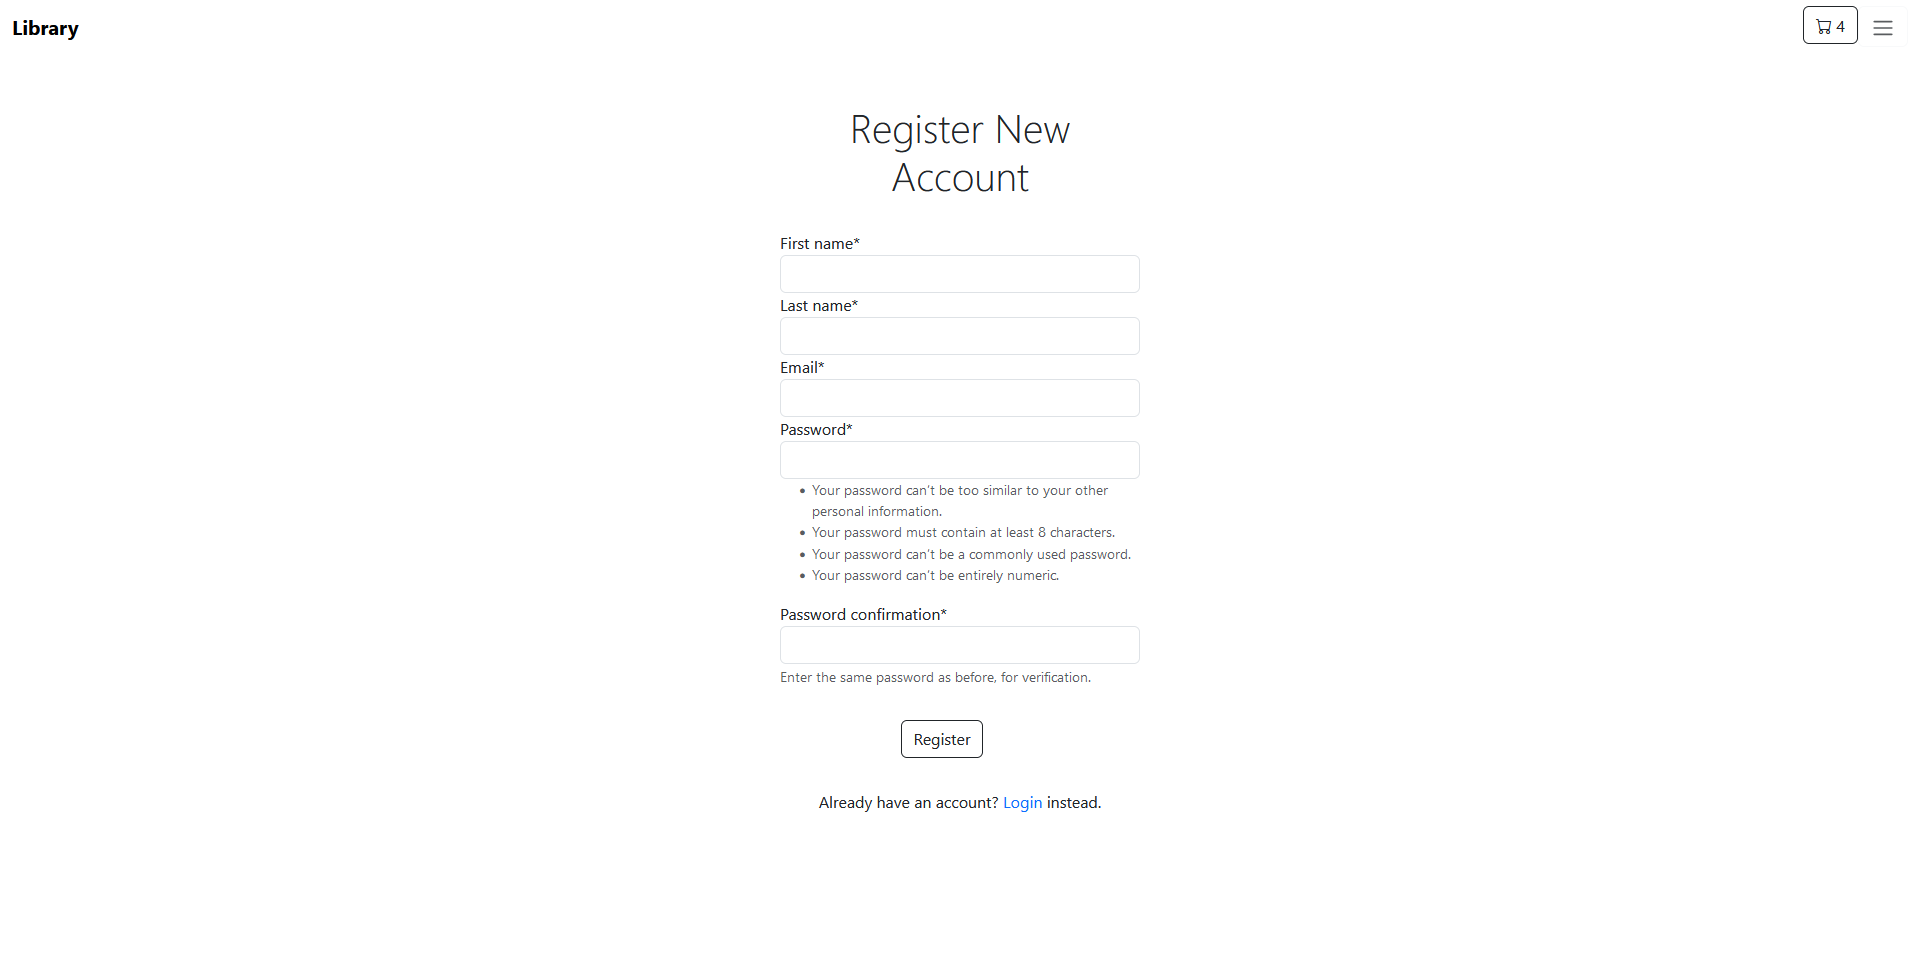 Library
4
Register New
Account
First name*
Last name*
Email*
Password*
• Your password can't be too similar to your other
personal information.
• Your password must contain at least 8 characters.
• Your password can't be a commonly used password.
• Your password can't be entirely numeric.
Password confirmation*
Enter the same password as before, for verification.
Register
Already have an account? Login instead.